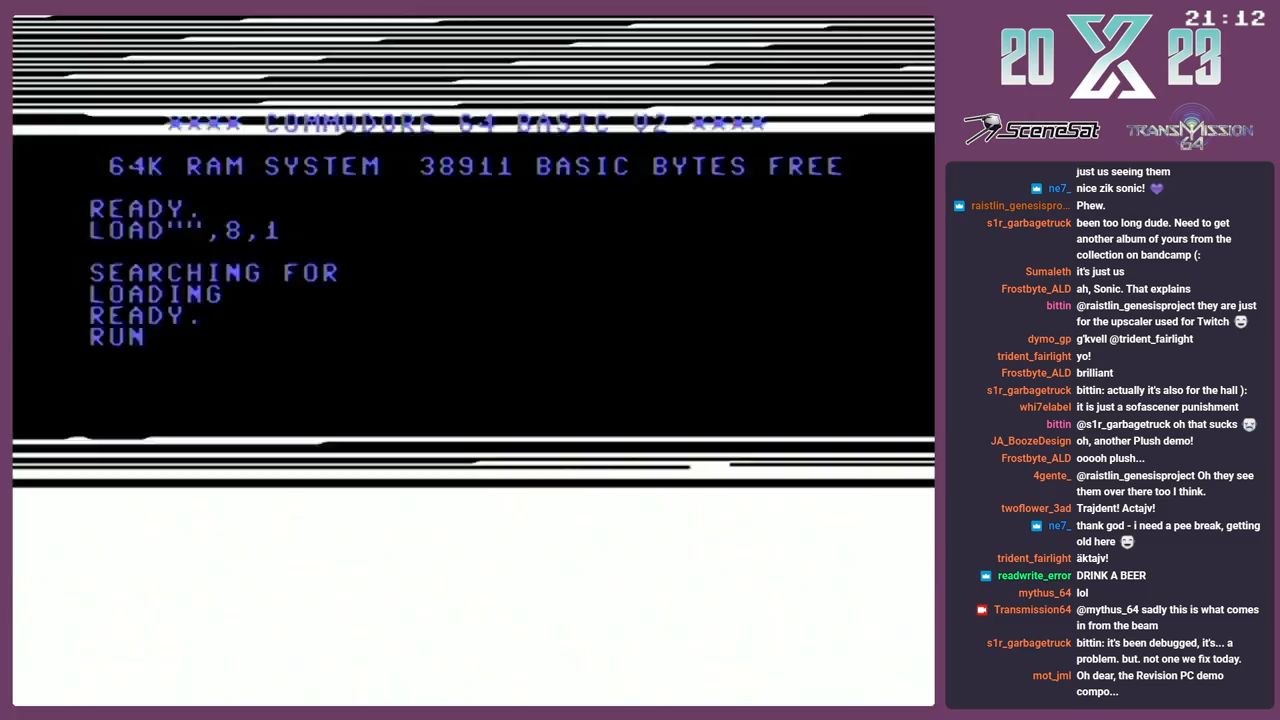 **** COMMODORE 64 BASIC V2 ****
64K RAM SYSTEM  38911 BASIC BYTES FREE
READY.
LOAD"",8,1
SEARCHING FOR
LOADING
READY.
RUN
21:12
20 X 23
SCENESAT
TRANSMISSION
64
just us seeing them
ne7_ nice zik sonic!
raistlin_genesispro... Phew.
s1r_garbagetruck been too long dude. Need to get
another album of yours from the
collection on bandcamp (:
Sumaleth it's just us
Frostbyte_ALD ah, Sonic. That explains
bittin @raistlin_genesisproject they are just
for the upscaler used for Twitch
dymo_gp g'kvell @trident_fairlight
trident_fairlight yo!
Frostbyte_ALD brilliant
s1r_garbagetruck bittin: actually it's also for the hall ):
whi7elabel it is just a sofascener punishment
bittin @s1r_garbagetruck oh that sucks
JA_BoozeDesign oh, another Plush demo!
Frostbyte_ALD ooooh plush...
4gente_ @raistlin_genesisproject Oh they see
them over there too I think.
twoflower_3ad Trajdent! Actajv!
ne7_ thank god - i need a pee break, getting
old here
trident_fairlight äktajv!
readwrite_error DRINK A BEER
mythus_64 lol
Transmission64 @mythus_64 sadly this is what comes
in from the beam
s1r_garbagetruck bittin: it's been debugged, it's... a
problem. but. not one we fix today.
mot_jml Oh dear, the Revision PC demo
compo...